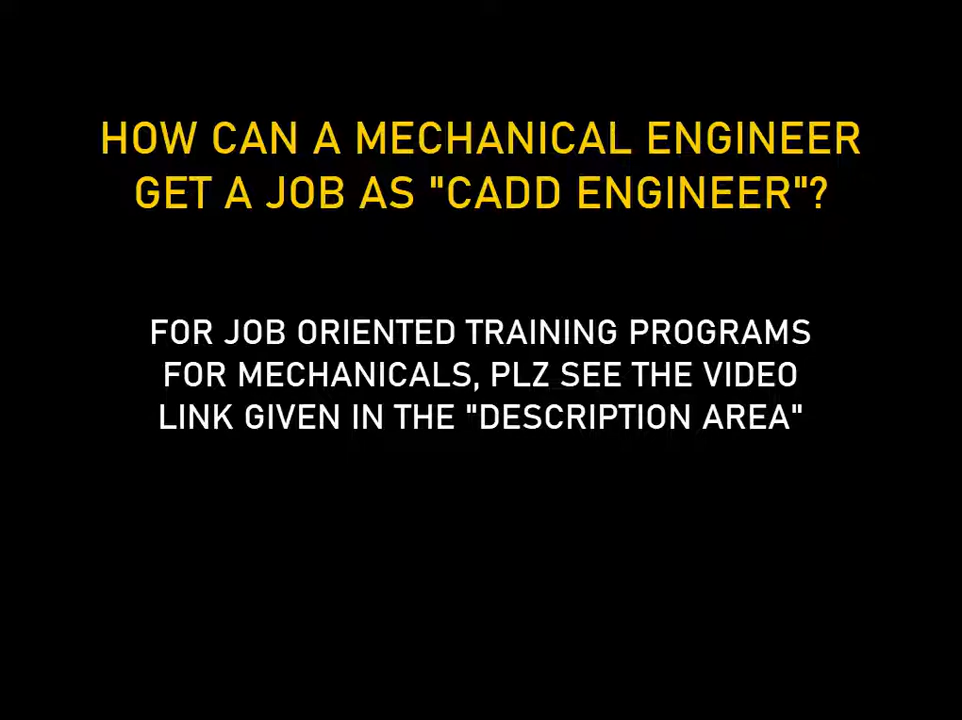 HOW CAN A MECHANICAL ENGINEER
GET A JOB AS "CADD ENGINEER"?
FOR JOB ORIENTED TRAINING PROGRAMS
FOR MECHANICALS, PLZ SEE THE VIDEO
LINK GIVEN IN THE "DESCRIPTION AREA"